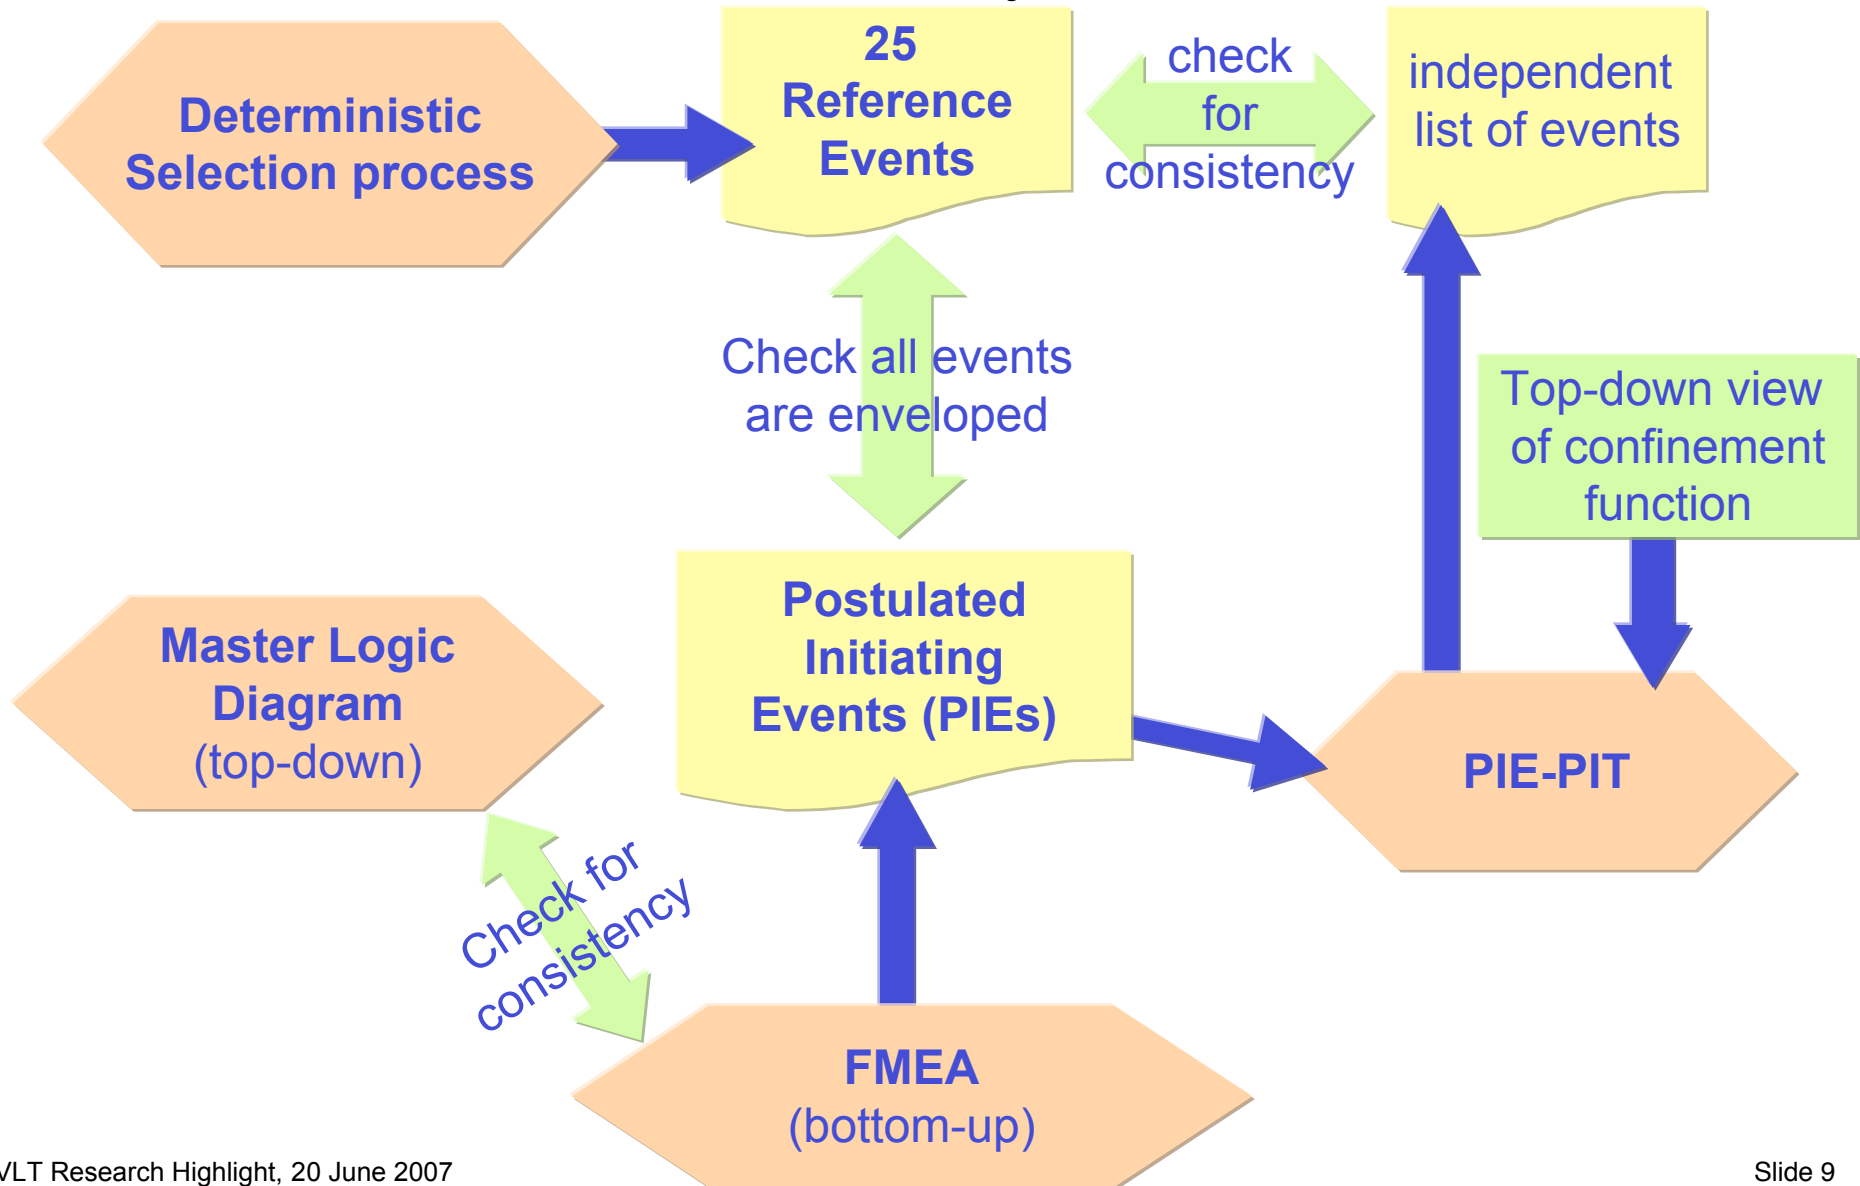 Deterministic
Selection process
25
Reference
Events
check
for
consistency
independent
list of events
Check all events
are enveloped
Top-down view
of confinement
function
Master Logic
Diagram
(top-down)
Postulated
Initiating
Events (PIEs)
PIE-PIT
Check for
consistency
FMEA
(bottom-up)
VLT Research Highlight, 20 June 2007
Slide 9